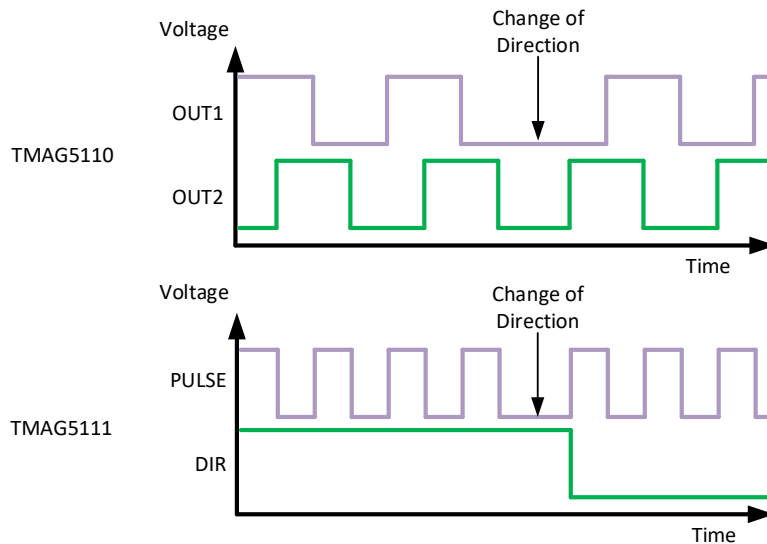 Voltage
Change of
Direction
OUT1
TMAG5110
OUT2
Time
Voltage
Change of
Direction
PULSE
TMAG5111
DIR
Time